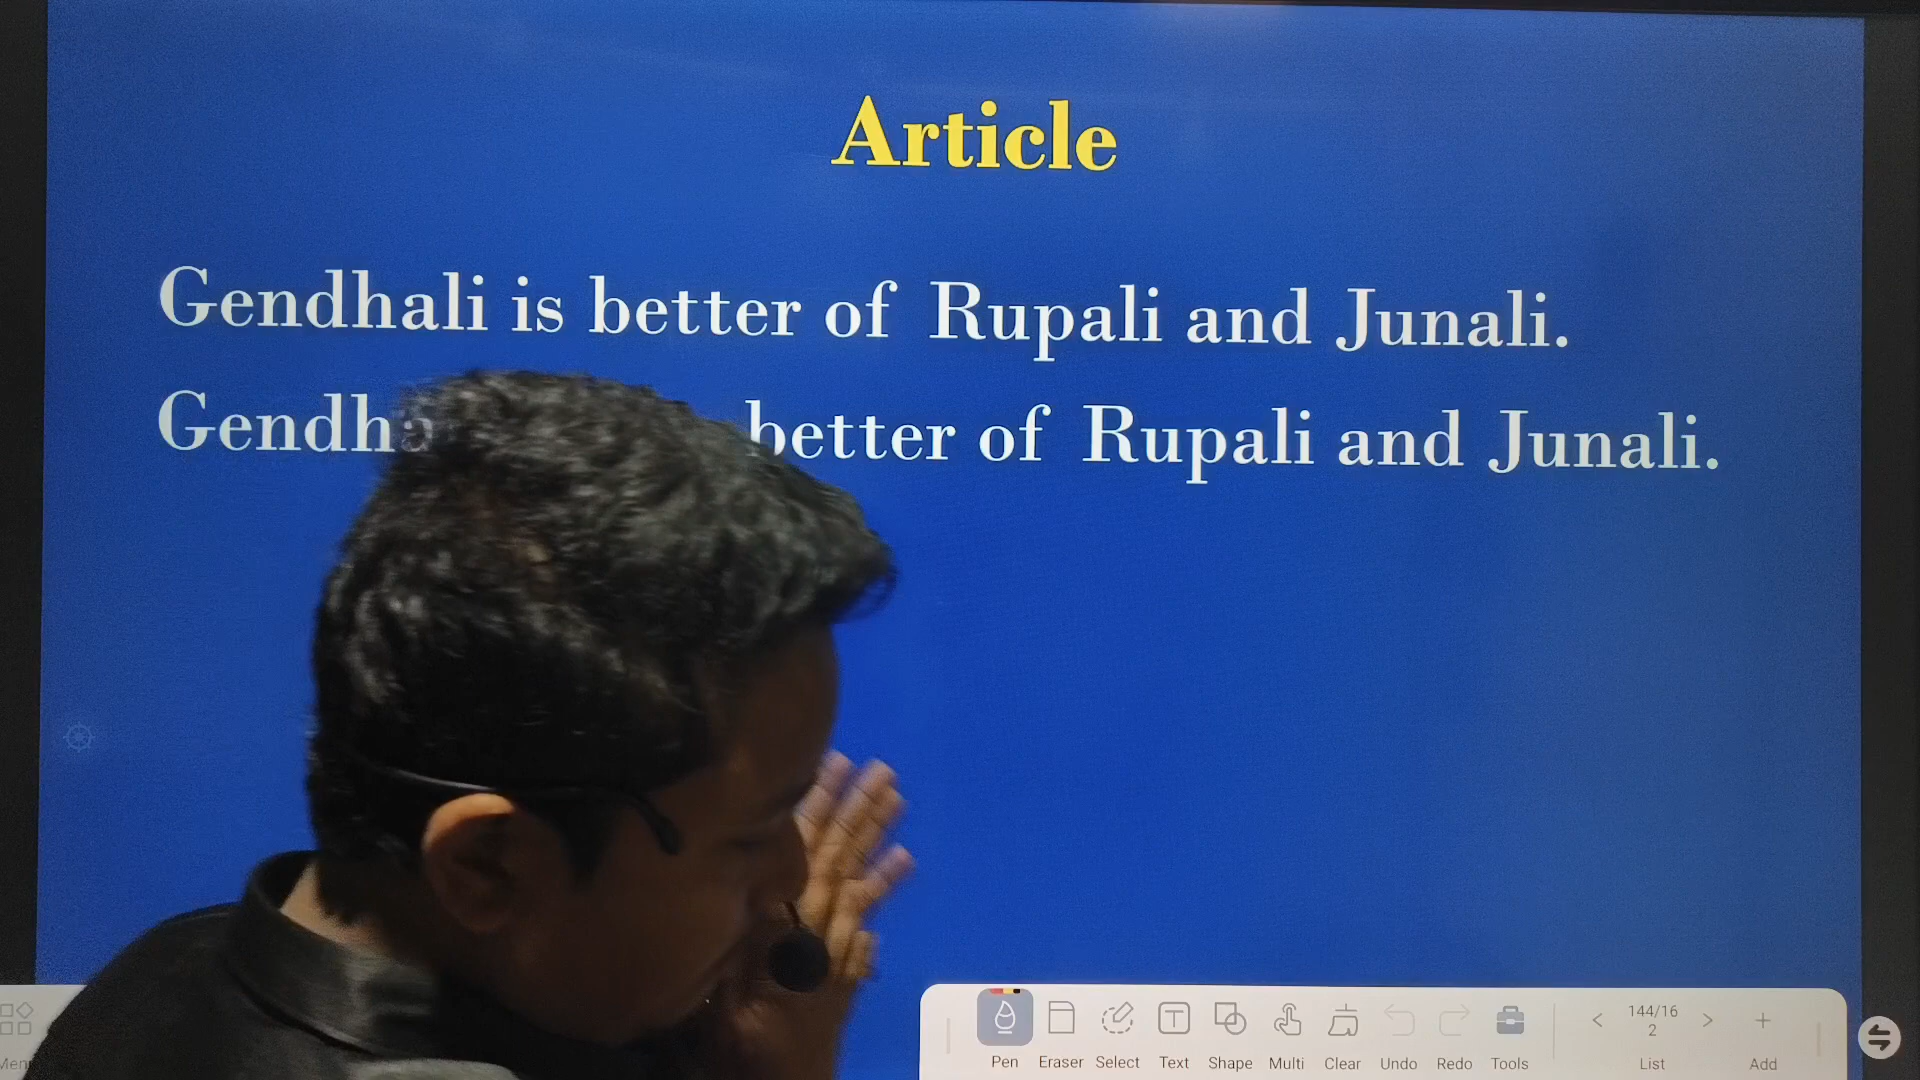 Article
Gendhali is better of Rupali and Junali.
better of Rupali and Junali.
Pen Eraser Select Text Shape Multi Clear Undo Redo Tools
144/16
2
List Add